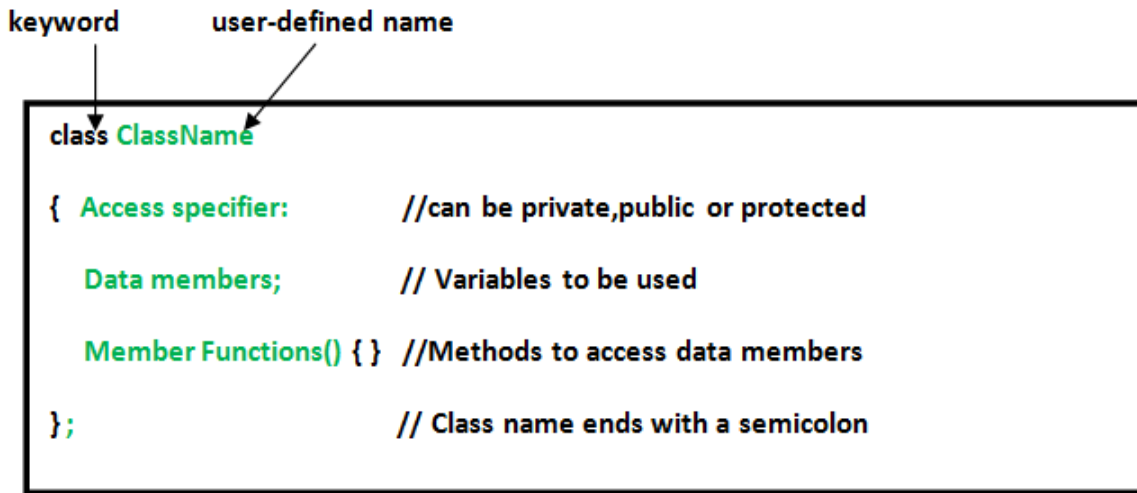 keyword user-defined name
class ClassName
{ Access specifier: //can be private,public or protected
Data members; // Variables to be used
Member Functions() { } //Methods to access data members
}; // Class name ends with a semicolon